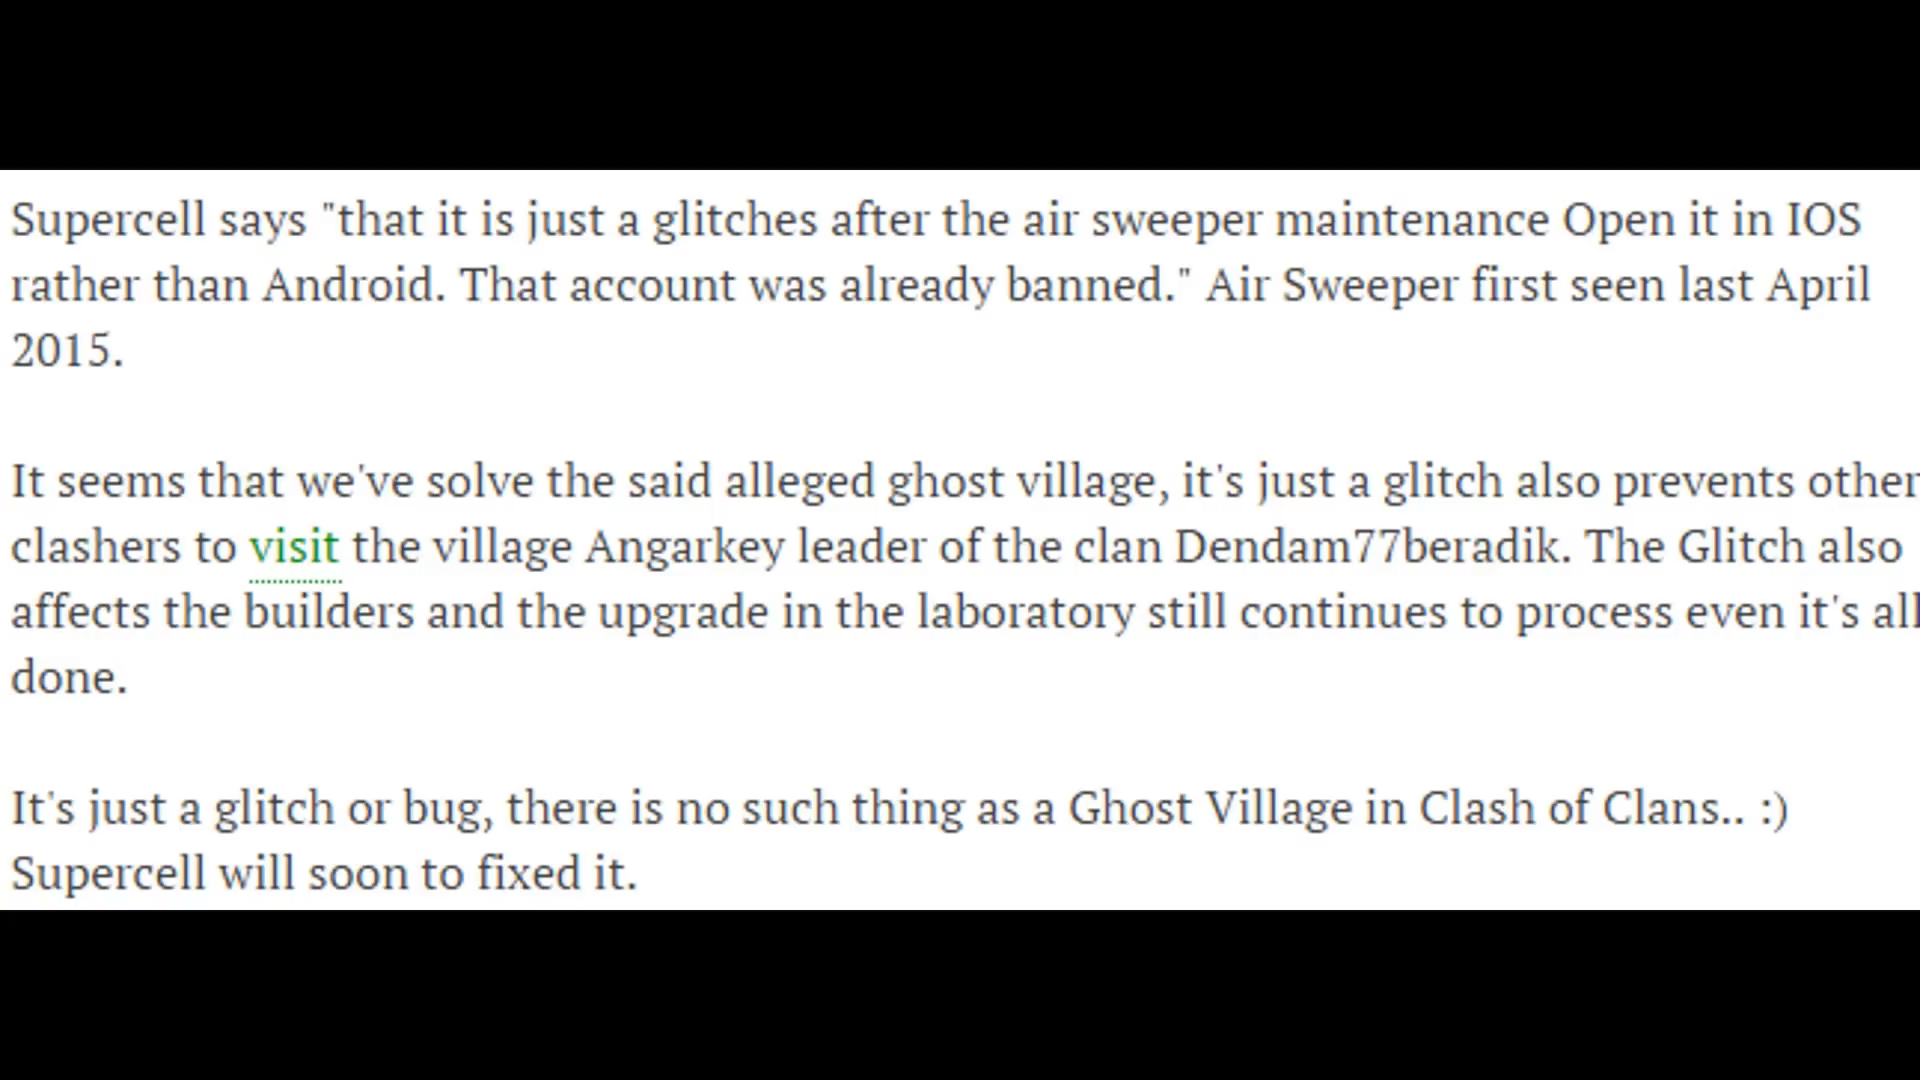 Supercell says "that it is just a glitches after the air sweeper maintenance Open it in IOS
rather than Android. That account was already banned." Air Sweeper first seen last April
2015.
It seems that we've solve the said alleged ghost village, it's just a glitch also prevents other
clashers to visit the village Angarkey leader of the clan Dendam77beradik. The Glitch also
affects the builders and the upgrade in the laboratory still continues to process even it's all
done.
It's just a glitch or bug, there is no such thing as a Ghost Village in Clash of Clans.. :)
Supercell will soon to fixed it.